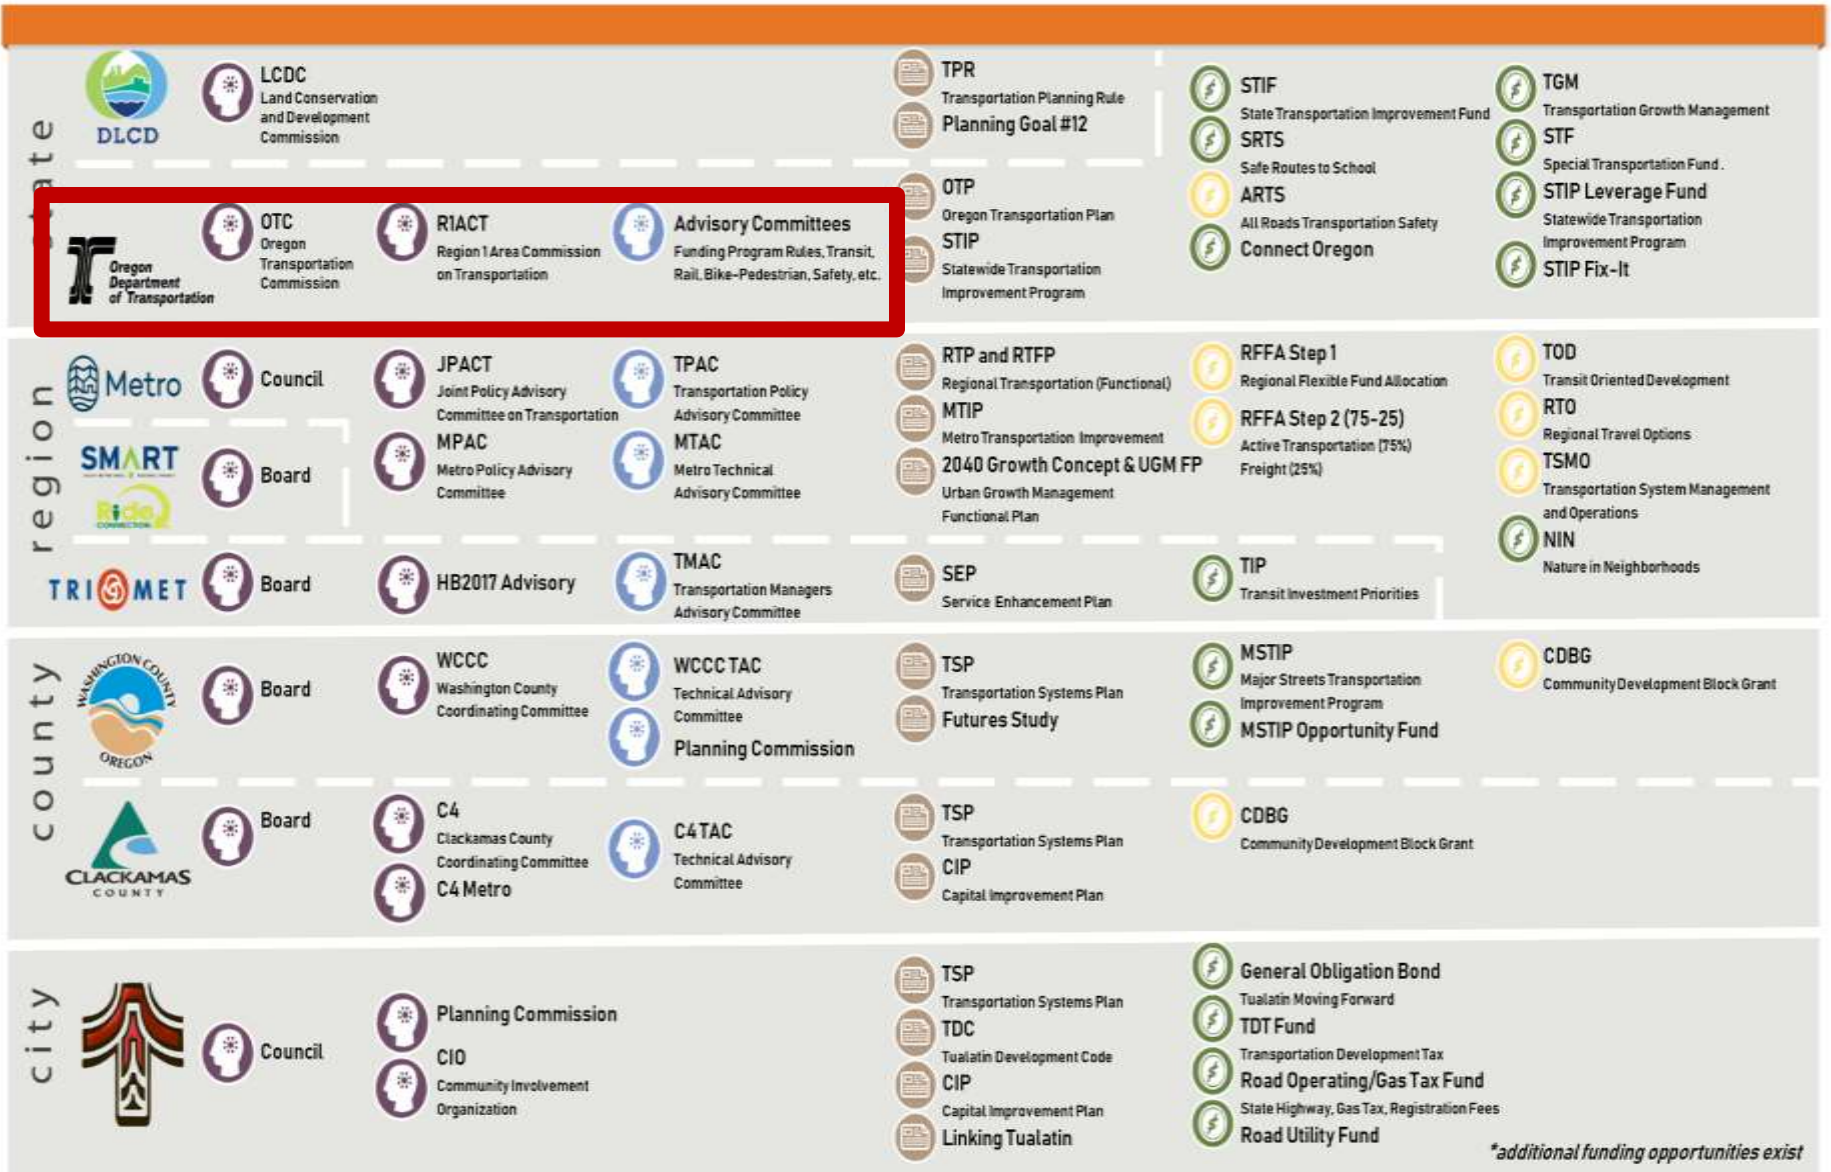 state
DLCD
LCDC
Land Conservation
and Development
Commission
TPR
Transportation Planning Rule
Planning Goal #12
STIF
State Transportation Improvement Fund
SRTS
Safe Routes to School
ARTS
All Roads Transportation Safety
Connect Oregon
TGM
Transportation Growth Management
STF
Special Transportation Fund.
STIP Leverage Fund
Statewide Transportation
Improvement Program
STIP Fix-It
Oregon
Department
of Transportation
OTC
Oregon
Transportation
Commission
R1ACT
Region 1 Area Commission
on Transportation
Advisory Committees
Funding Program Rules, Transit,
Rail, Bike-Pedestrian, Safety, etc.
OTP
Oregon Transportation Plan
STIP
Statewide Transportation
Improvement Program
region
Metro
Council
JPACT
Joint Policy Advisory
Committee on Transportation
MPAC
Metro Policy Advisory
Committee
TPAC
Transportation Policy
Advisory Committee
MTAC
Metro Technical
Advisory Committee
RTP and RTFP
Regional Transportation (Functional)
MTIP
Metro Transportation Improvement
2040 Growth Concept & UGM FP
Urban Growth Management
Functional Plan
RFFA Step 1
Regional Flexible Fund Allocation
RFFA Step 2 (75-25)
Active Transportation (75%)
Freight (25%)
TOD
Transit Oriented Development
RTO
Regional Travel Options
TSMO
Transportation System Management
and Operations
NIN
Nature in Neighborhoods
SMART
Ride
CONNECTION
Board
TRI MET
Board
HB2017 Advisory
TMAC
Transportation Managers
Advisory Committee
SEP
Service Enhancement Plan
TIP
Transit Investment Priorities
county
WASHINGTON COUNTY
OREGON
Board
WCCC
Washington County
Coordinating Committee
WCCC TAC
Technical Advisory
Committee
Planning Commission
TSP
Transportation Systems Plan
Futures Study
MSTIP
Major Streets Transportation
Improvement Program
MSTIP Opportunity Fund
CDBG
Community Development Block Grant
CLACKAMAS
COUNTY
Board
C4
Clackamas County
Coordinating Committee
C4 Metro
C4 TAC
Technical Advisory
Committee
TSP
Transportation Systems Plan
CIP
Capital Improvement Plan
CDBG
Community Development Block Grant
city
Council
Planning Commission
CIO
Community Involvement
Organization
TSP
Transportation Systems Plan
TDC
Tualatin Development Code
CIP
Capital Improvement Plan
Linking Tualatin
General Obligation Bond
Tualatin Moving Forward
TDT Fund
Transportation Development Tax
Road Operating/Gas Tax Fund
State Highway, Gas Tax, Registration Fees
Road Utility Fund
*additional funding opportunities exist